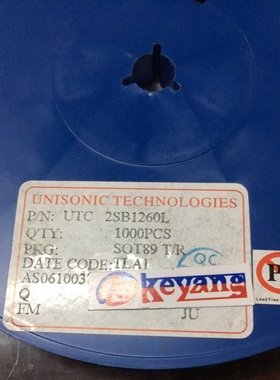 UNISONIC TECHNOLOGIES
P/N: UTC 2SB1260L
QTY: 1000PCS
PKG: SOT89 T/R
DATE CODE: TLA1
QC
AS061003
keyang
Q
FM JU
P
Lead Free